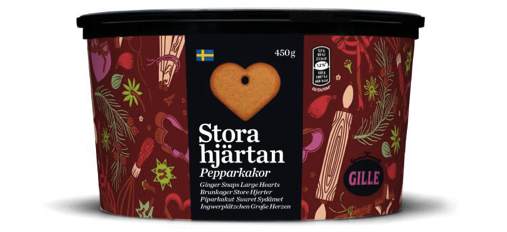 450g
Stora
hjärtan
Pepparkakor
Ginger Snaps Large Hearts
Brunkager Store Hjerter
Piparkakut Suuret Sydämet
Ingwerplätzchen Große Herzen
GILLE